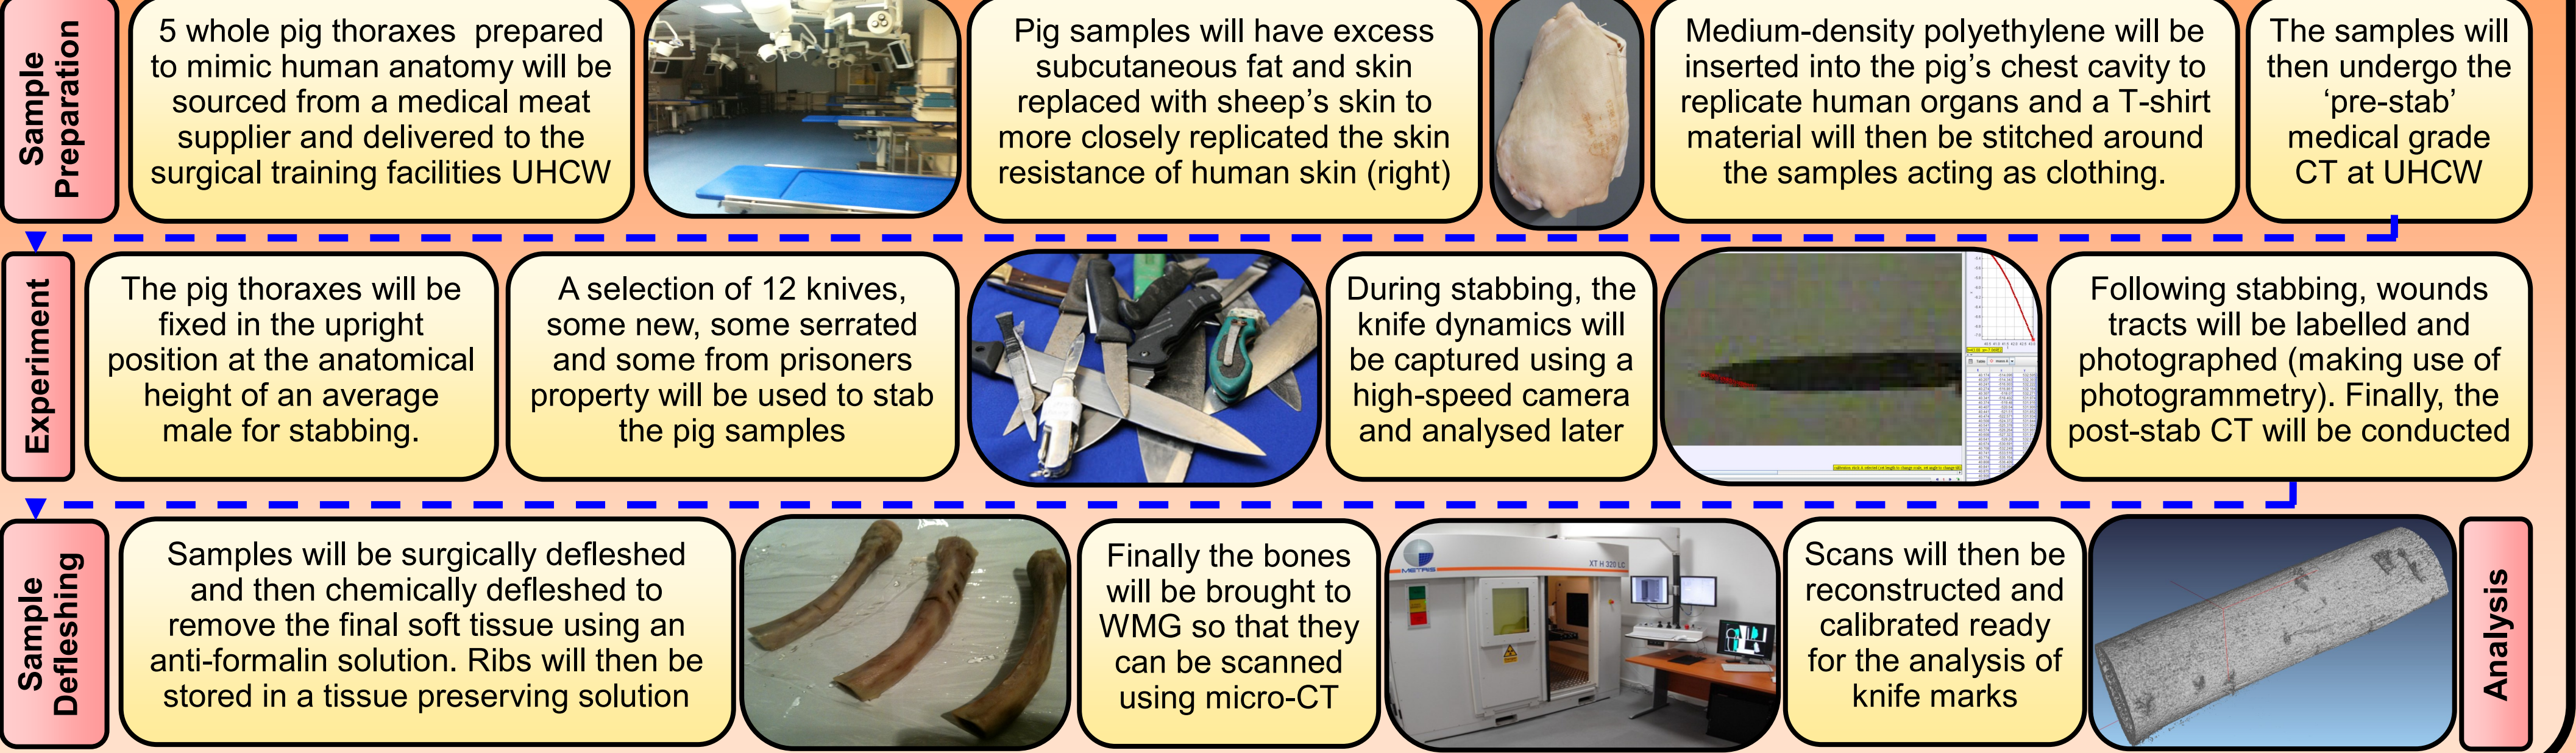 Sample
Preparation
5 whole pig thoraxes prepared
to mimic human anatomy will be
sourced from a medical meat
supplier and delivered to the
surgical training facilities UHCW
Pig samples will have excess
subcutaneous fat and skin
replaced with sheep's skin to
more closely replicated the skin
resistance of human skin (right)
Medium-density polyethylene will be
inserted into the pig's chest cavity to
replicate human organs and a T-shirt
material will then be stitched around
the samples acting as clothing.
The samples will
then undergo the
‘pre-stab’
medical grade
CT at UHCW
Experiment
The pig thoraxes will be
fixed in the upright
position at the anatomical
height of an average
male for stabbing.
A selection of 12 knives,
some new, some serrated
and some from prisoners
property will be used to stab
the pig samples
During stabbing, the
knife dynamics will
be captured using a
high-speed camera
and analysed later
Following stabbing, wounds
tracts will be labelled and
photographed (making use of
photogrammetry). Finally, the
post-stab CT will be conducted
Sample
Defleshing
Samples will be surgically defleshed
and then chemically defleshed to
remove the final soft tissue using an
anti-formalin solution. Ribs will then be
stored in a tissue preserving solution
Finally the bones
will be brought to
WMG so that they
can be scanned
using micro-CT
METRIS
XT H 320 LC
Scans will then be
reconstructed and
calibrated ready
for the analysis of
knife marks
Analysis